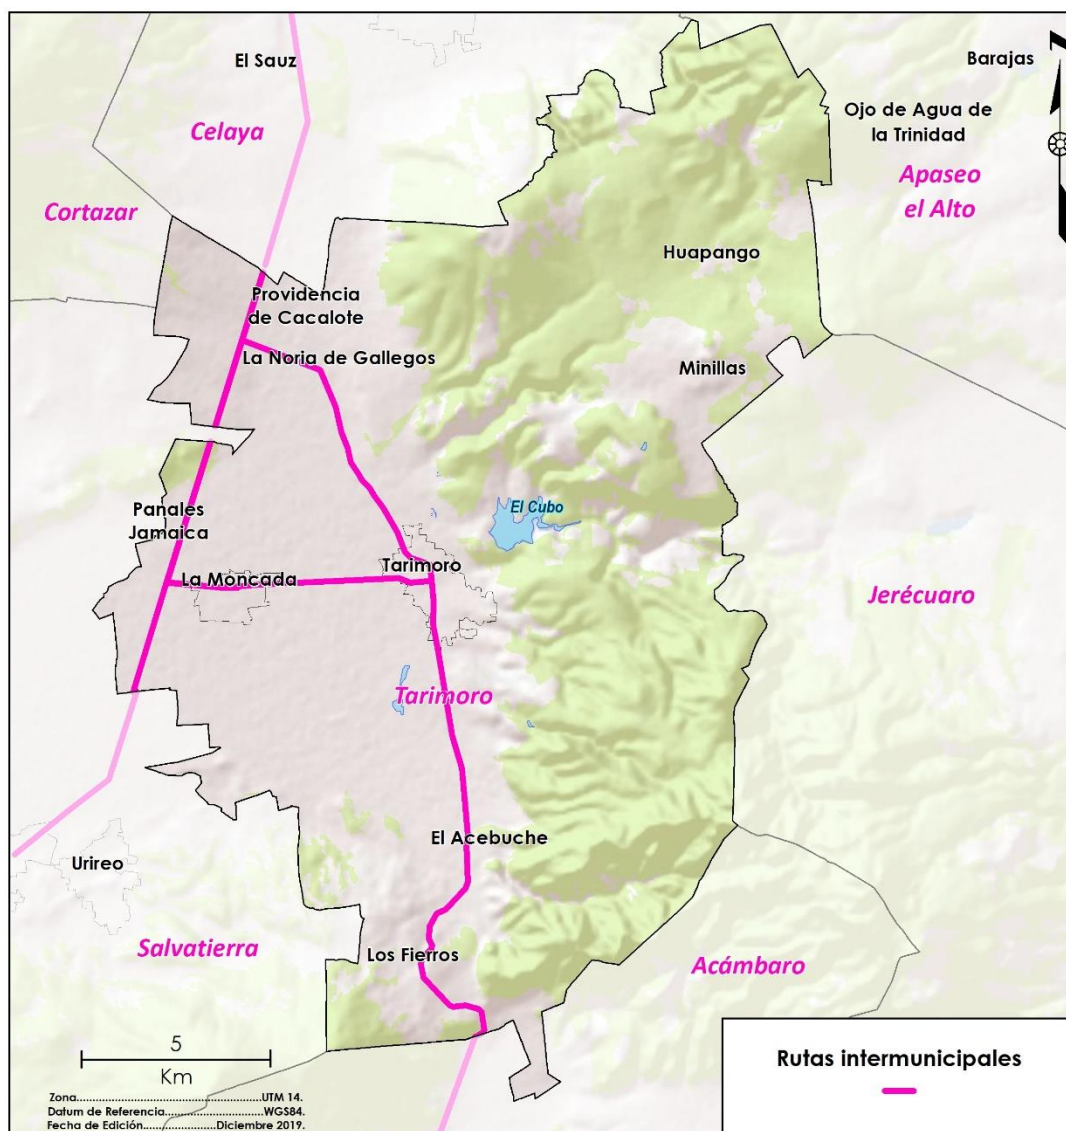 El Sauz
Barajas
Ojo de Agua de
la Trinidad
Celaya
Apaseo
el Alto
Cortazar
Huapango
Providencia
de Cacalote
La Noria de Gallegos
Minillas
El Cubo
Panales
Jamaica
Tarimoro
La Moncada
Jerécuaro
Tarimoro
El Acebuche
Urireo
Salvatierra
Los Fierros
Acámbaro
5
Km
Rutas intermunicipales
Zona.....................................................UTM 14.
Datum de Referencia.......................WGS84.
Fecha de Edición.................Diciembre 2019.